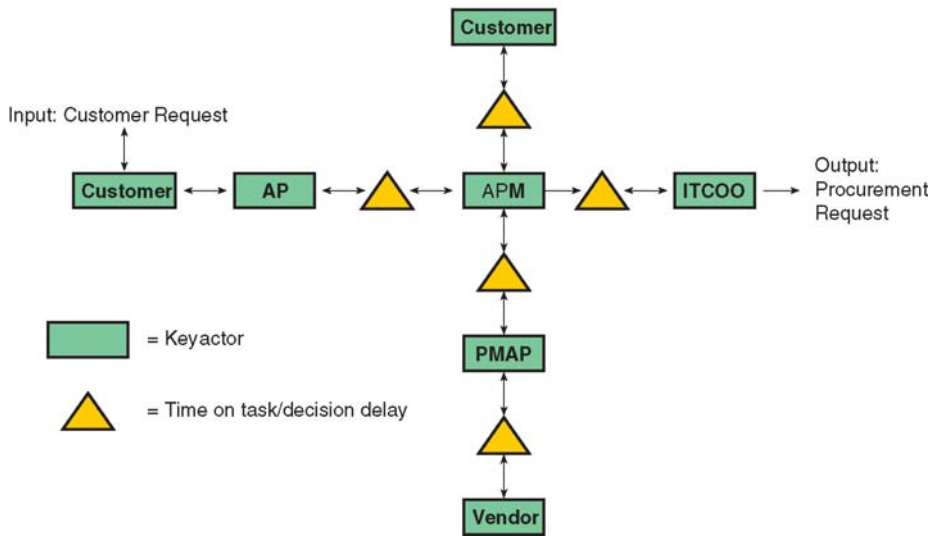 Customer
Input: Customer Request
Customer
AP
APM
ITCOO
Output:
Procurement
Request
= Keyactor
PMAP
= Time on task/decision delay
Vendor